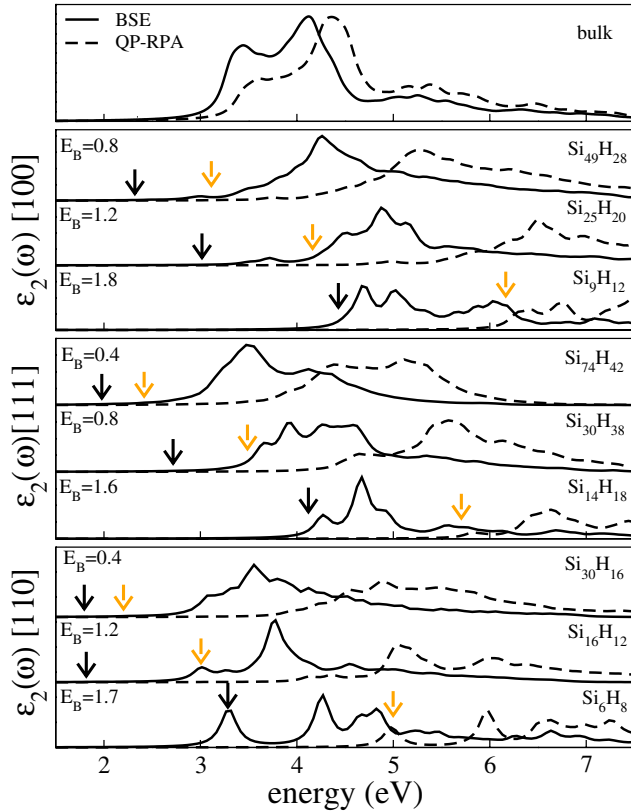 BSE
QP-RPA
bulk
ε₂(ω) [100]
E_B=0.8
Si₄₉H₂₈
E_B=1.2
Si₂₅H₂₀
E_B=1.8
Si₉H₁₂
ε₂(ω)[111]
E_B=0.4
Si₇₄H₄₂
E_B=0.8
Si₃₀H₃₈
E_B=1.6
Si₁₄H₁₈
ε₂(ω) [110]
E_B=0.4
Si₃₀H₁₆
E_B=1.2
Si₁₆H₁₂
E_B=1.7
Si₆H₈
2 3 4 5 6 7
energy (eV)